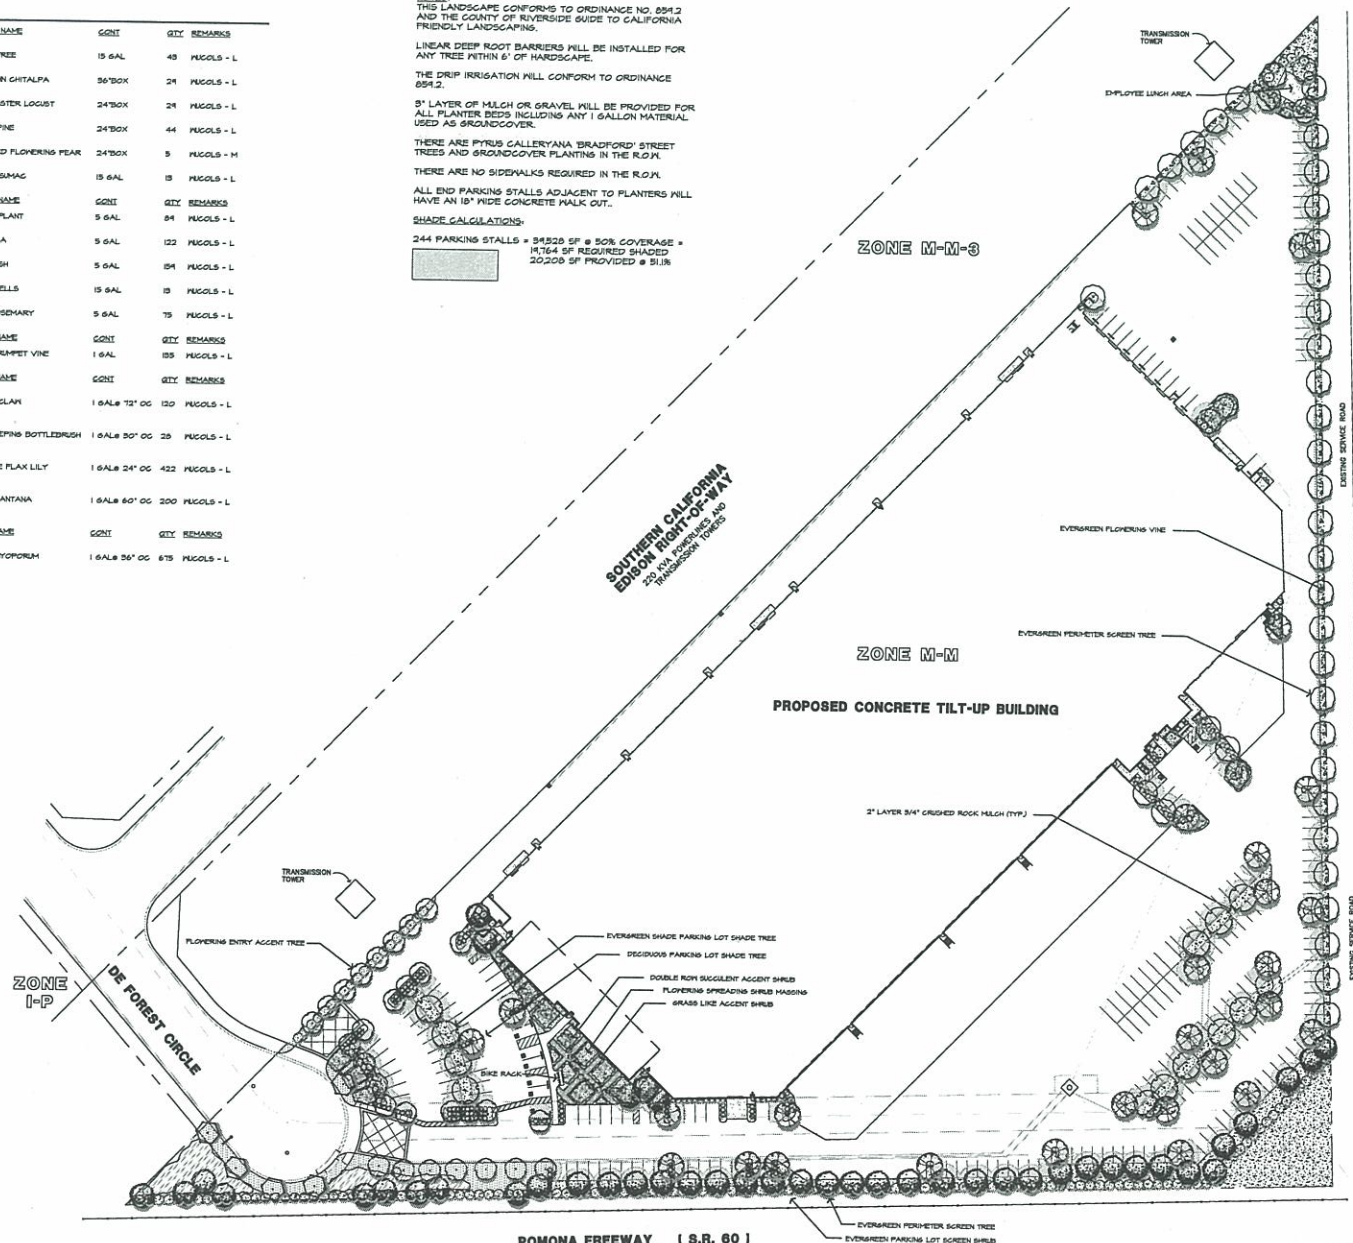 NAME CONT QTY REMARKS
REE 15 GAL 43 WUCOLS - L
N CHITALPA 36"BOX 29 WUCOLS - L
STER LOCUST 24"BOX 29 WUCOLS - L
PINE 24"BOX 44 WUCOLS - L
D FLOWERING PEAR 24"BOX 5 WUCOLS - M
SUMAC 15 GAL 13 WUCOLS - L
NAME CONT QTY REMARKS
PLANT 5 GAL 89 WUCOLS - L
A 5 GAL 122 WUCOLS - L
SH 5 GAL 159 WUCOLS - L
ELLS 15 GAL 13 WUCOLS - L
SEMARY 5 GAL 75 WUCOLS - L
AME CONT QTY REMARKS
RUMPET VINE 1 GAL 135 WUCOLS - L
AME CONT QTY REMARKS
CLAW 1 GAL@ 72" OC 120 WUCOLS - L
EPING BOTTLEBRUSH 1 GAL@ 30" OC 25 WUCOLS - L
E FLAX LILY 1 GAL@ 24" OC 422 WUCOLS - L
ANTANA 1 GAL@ 60" OC 200 WUCOLS - L
AME CONT QTY REMARKS
YOPORUM 1 GAL@ 36" OC 675 WUCOLS - L
THIS LANDSCAPE CONFORMS TO ORDINANCE NO. 859.2
AND THE COUNTY OF RIVERSIDE GUIDE TO CALIFORNIA
FRIENDLY LANDSCAPING.
LINEAR DEEP ROOT BARRIERS WILL BE INSTALLED FOR
ANY TREE WITHIN 6' OF HARDSCAPE.
THE DRIP IRRIGATION WILL CONFORM TO ORDINANCE
859.2.
3" LAYER OF MULCH OR GRAVEL WILL BE PROVIDED FOR
ALL PLANTER BEDS INCLUDING ANY 1 GALLON MATERIAL
USED AS GROUNDCOVER.
THERE ARE PYRUS CALLERYANA 'BRADFORD' STREET
TREES AND GROUNDCOVER PLANTING IN THE R.O.W.
THERE ARE NO SIDEWALKS REQUIRED IN THE R.O.W.
ALL END PARKING STALLS ADJACENT TO PLANTERS WILL
HAVE AN 18" WIDE CONCRETE WALK OUT..
SHADE CALCULATIONS:
244 PARKING STALLS = 39,528 SF @ 50% COVERAGE =
19,764 SF REQUIRED SHADED
20,208 SF PROVIDED @ 51.1%
TRANSMISSION
TOWER
EMPLOYEE LUNCH AREA
ZONE M-M-3
EXISTING SERVICE ROAD
SOUTHERN CALIFORNIA
EDISON RIGHT-OF-WAY
220 KVA POWERLINES AND
TRANSMISSION TOWERS
EVERGREEN FLOWERING VINE
EVERGREEN PERIMETER SCREEN TREE
ZONE M-M
PROPOSED CONCRETE TILT-UP BUILDING
2" LAYER 3/4" CRUSHED ROCK MULCH (TYP.)
TRANSMISSION
TOWER
EXISTING SERVICE ROAD
FLOWERING ENTRY ACCENT TREE
EVERGREEN SHADE PARKING LOT SHADE TREE
DECIDUOUS PARKING LOT SHADE TREE
DOUBLE ROW SUCCULENT ACCENT SHRUB
FLOWERING SPREADING SHRUB MASSING
GRASS LIKE ACCENT SHRUB
ZONE
I-P
DE FOREST CIRCLE
BIKE RACK
EVERGREEN PERIMETER SCREEN TREE
EVERGREEN PARKING LOT SCREEN SHRUB
POMONA FREEWAY [ S.R. 60 ]